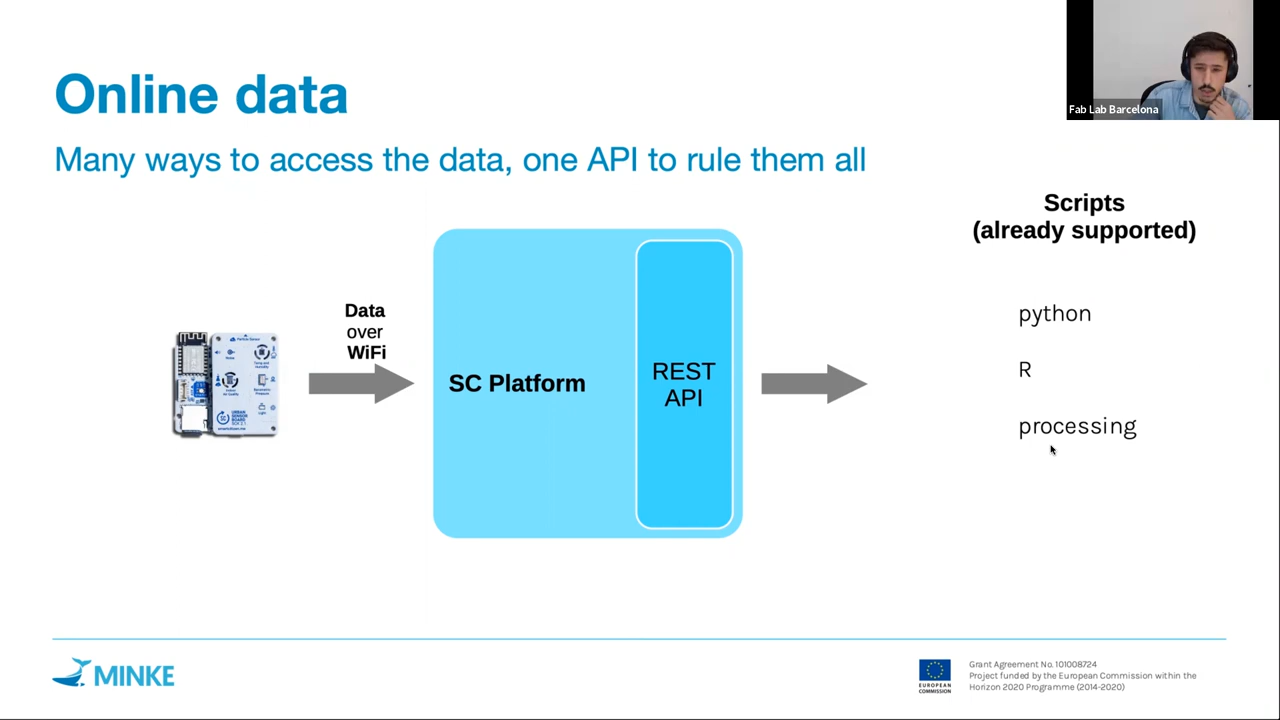 Online data
Many ways to access the data, one API to rule them all
Fab Lab Barcelona
Scripts
(already supported)
Data
over
WiFi
SC Platform
REST
API
python
R
processing
MINKE
EUROPEAN
COMMISSION
Grant Agreement No. 101008724
Project funded by the European Commission within the
Horizon 2020 Programme (2014-2020)